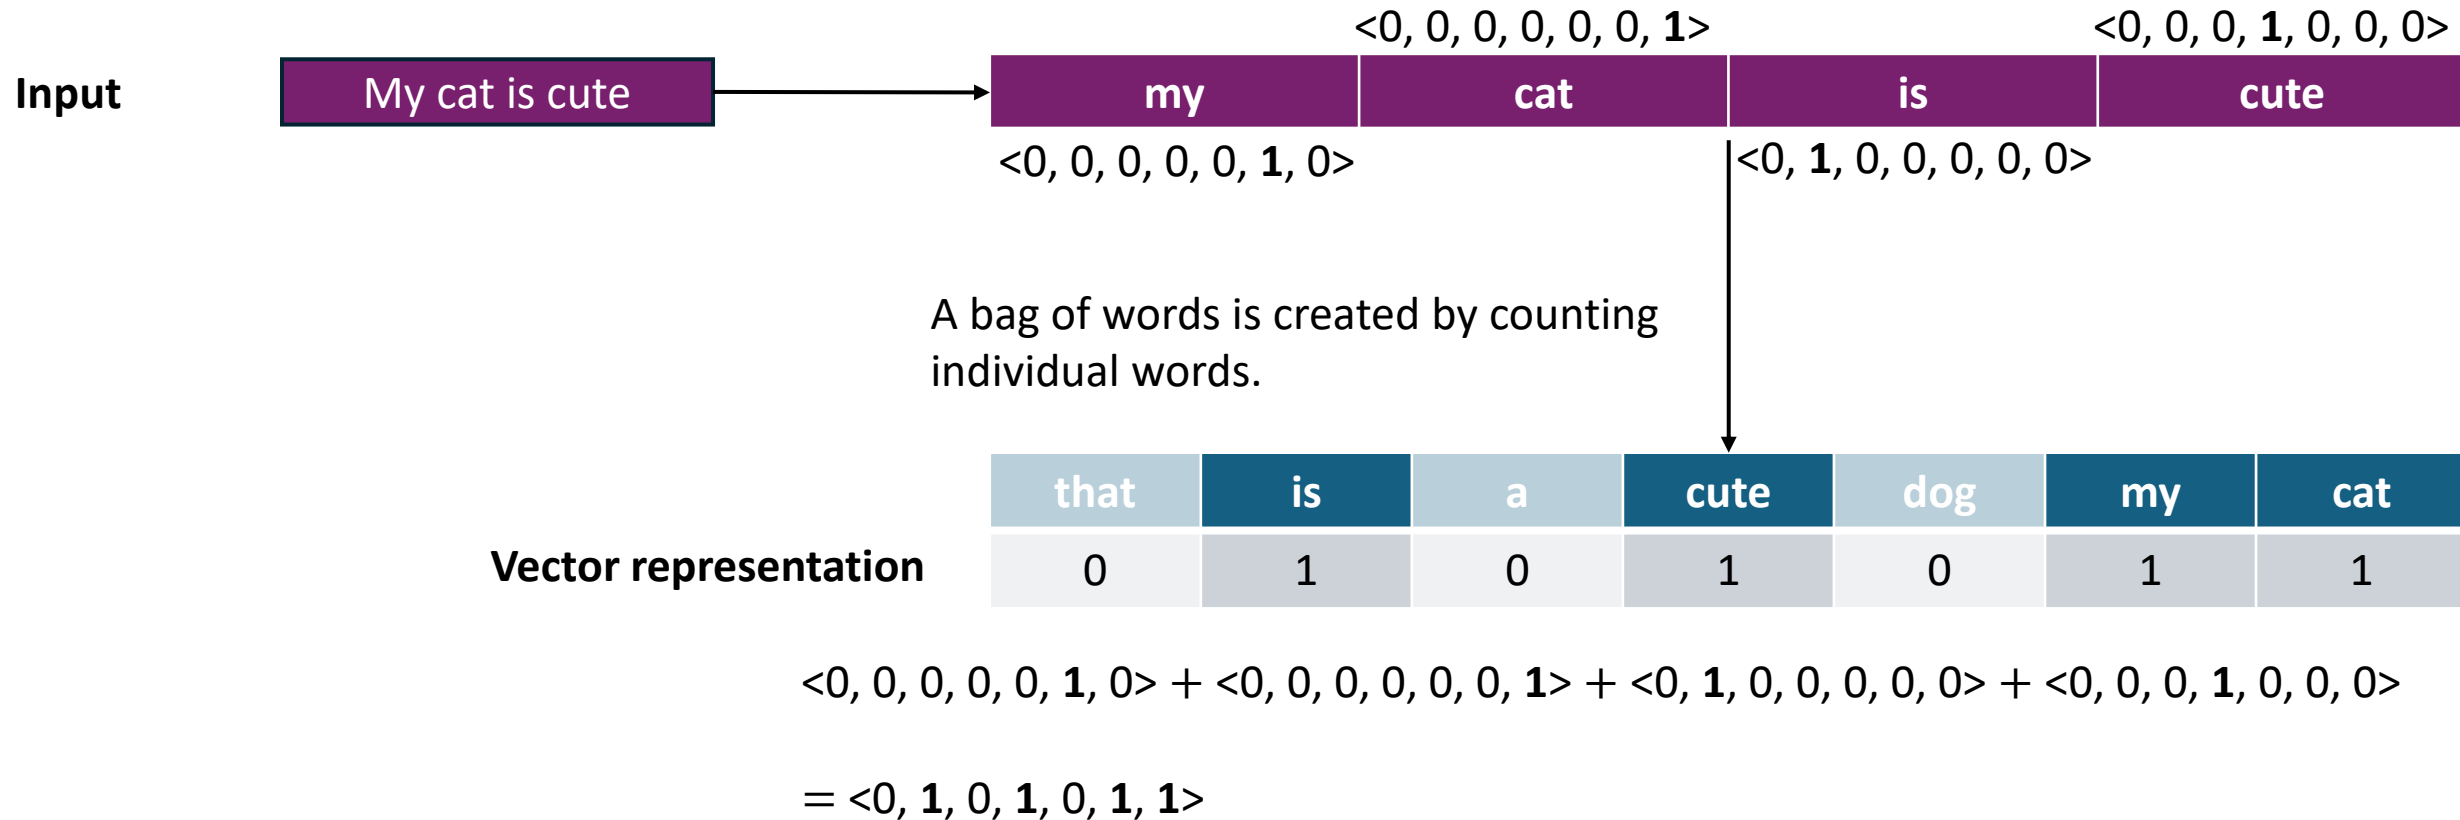 <0, 0, 0, 0, 0, 0, 1> <0, 0, 0, 1, 0, 0, 0>
Input My cat is cute my cat is cute
<0, 0, 0, 0, 0, 1, 0> <0, 1, 0, 0, 0, 0, 0>
A bag of words is created by counting
individual words.
that is a cute dog my cat
Vector representation 0 1 0 1 0 1 1
<0, 0, 0, 0, 0, 1, 0> + <0, 0, 0, 0, 0, 0, 1> + <0, 1, 0, 0, 0, 0, 0> + <0, 0, 0, 1, 0, 0, 0>
= <0, 1, 0, 1, 0, 1, 1>